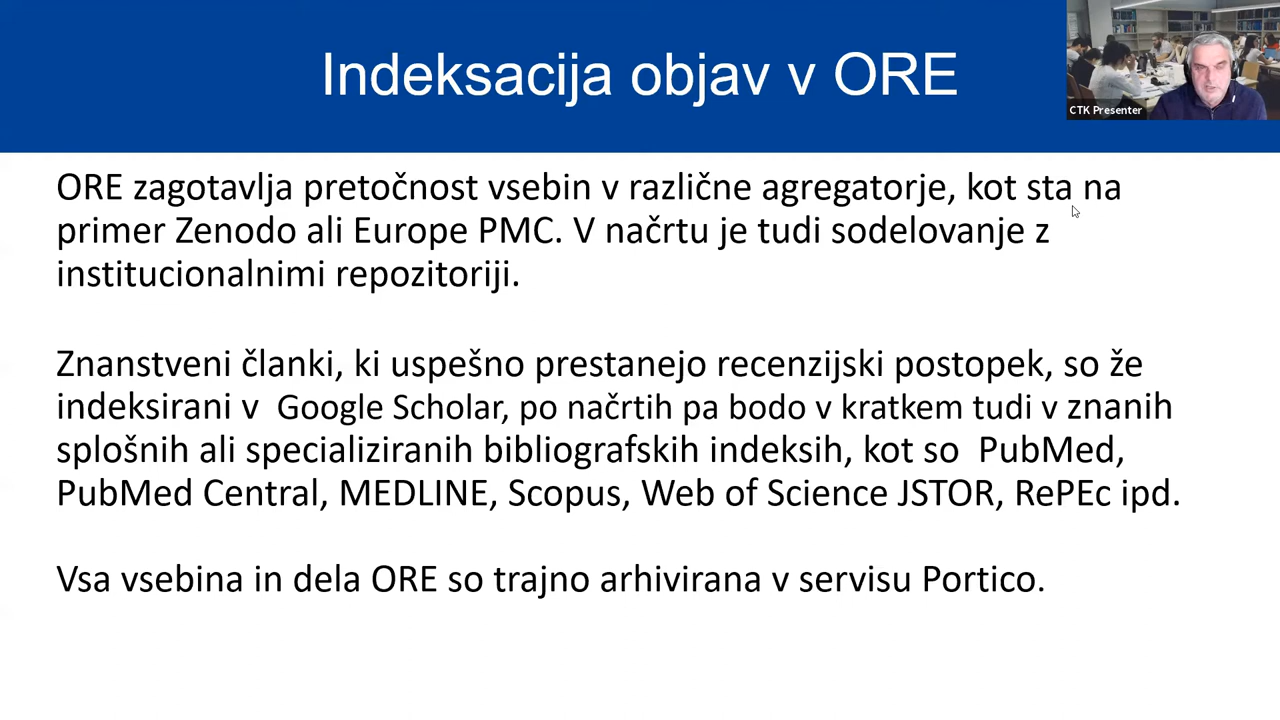 Indeksacija objav v ORE
CTK Presenter
ORE zagotavlja pretočnost vsebin v različne agregatorje, kot sta na
primer Zenodo ali Europe PMC. V načrtu je tudi sodelovanje z
institucionalnimi repozitoriji.
Znanstveni članki, ki uspešno prestanejo recenzijski postopek, so že
indeksirani v Google Scholar, po načrtih pa bodo v kratkem tudi v znanih
splošnih ali specializiranih bibliografskih indeksih, kot so PubMed,
PubMed Central, MEDLINE, Scopus, Web of Science JSTOR, RePEc ipd.
Vsa vsebina in dela ORE so trajno arhivirana v servisu Portico.